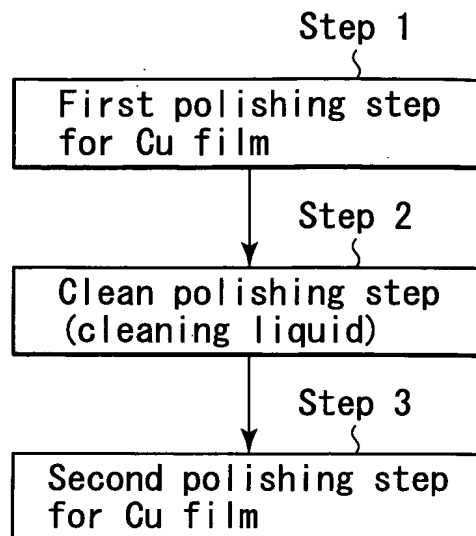 Step 1
First polishing step
for Cu film
Step 2
Clean polishing step
(cleaning liquid)
Step 3
Second polishing step
for Cu film